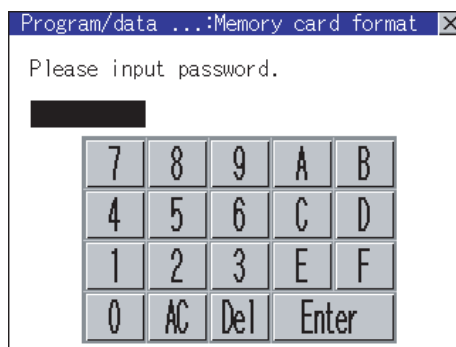 Program/data ...:Memory card format ×
Please input password.
7 8 9 A B
4 5 6 C D
1 2 3 E F
0 AC Del Enter